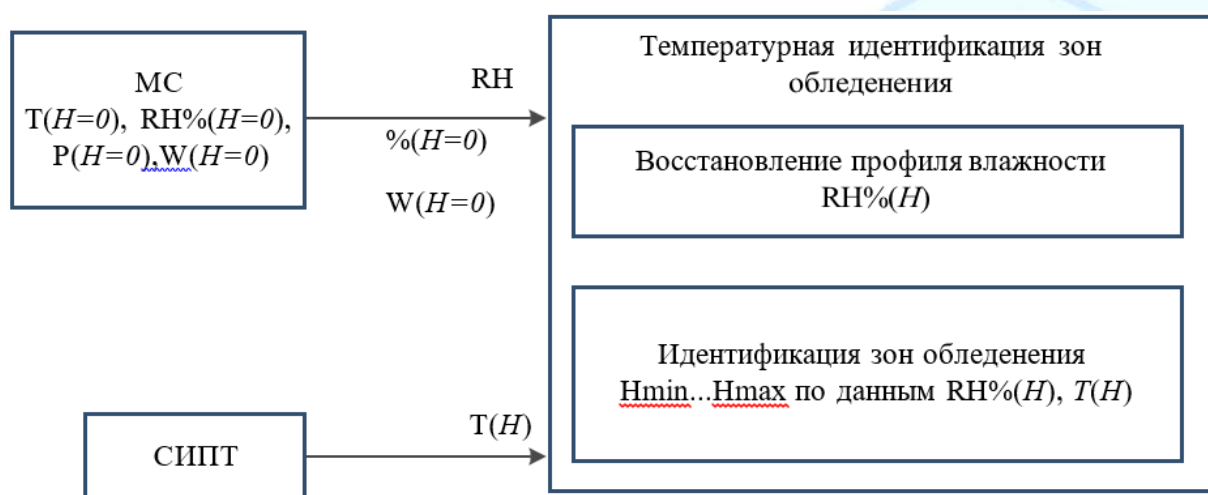 МС
T(H=0), RH%(H=0),
P(H=0),W(H=0)
RH
%(H=0)
W(H=0)
Температурная идентификация зон
обледенения
Восстановление профиля влажности
RH%(H)
Идентификация зон обледенения
Hmin...Hmax по данным RH%(H), T(H)
T(H)
СИПТ